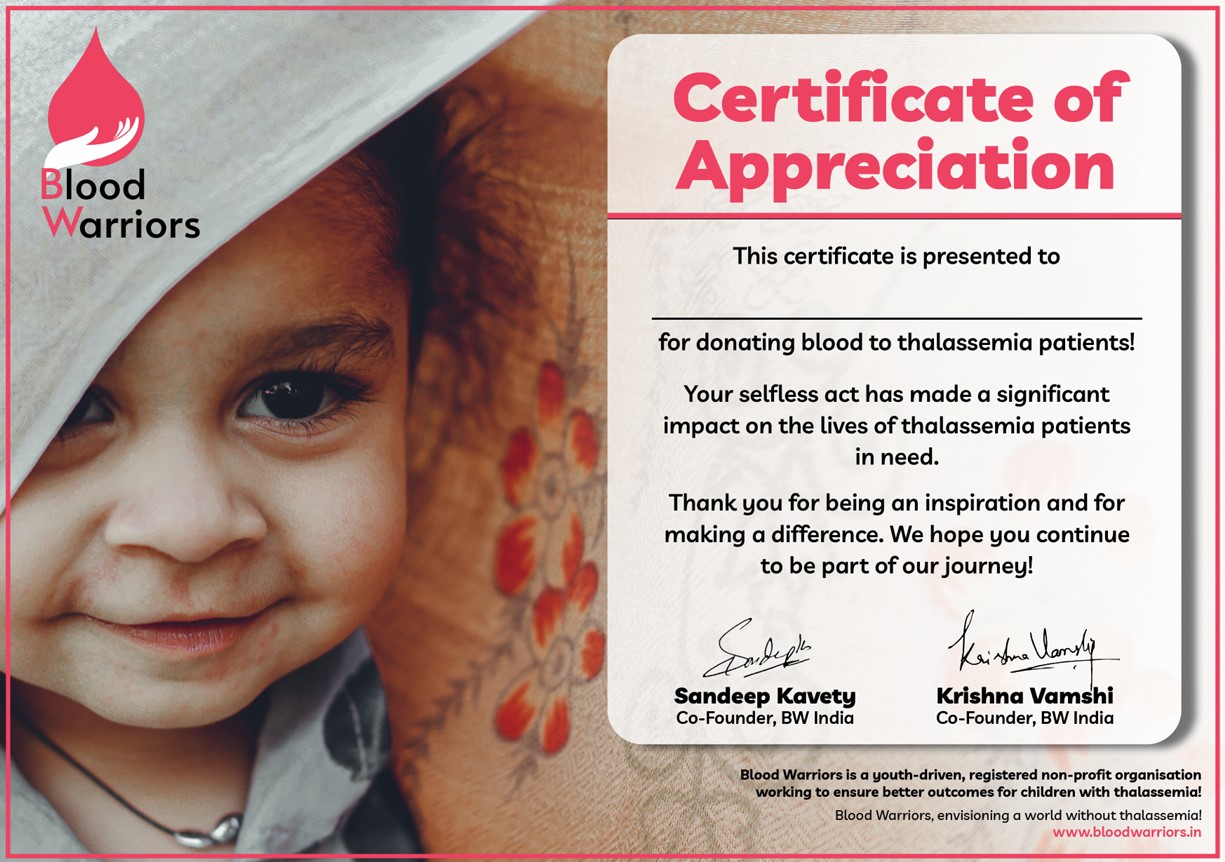 Blood
Warriors
Certificate of
Appreciation
This certificate is presented to
for donating blood to thalassemia patients!
Your selfless act has made a significant
impact on the lives of thalassemia patients
in need.
Thank you for being an inspiration and for
making a difference. We hope you continue
to be part of our journey!
Sandeep Krishna Vamshi
Sandeep Kavety Krishna Vamshi
Co-Founder, BW India Co-Founder, BW India
Blood Warriors is a youth-driven, registered non-profit organisation
working to ensure better outcomes for children with thalassemia!
Blood Warriors, envisioning a world without thalassemia!
www.bloodwarriors.in